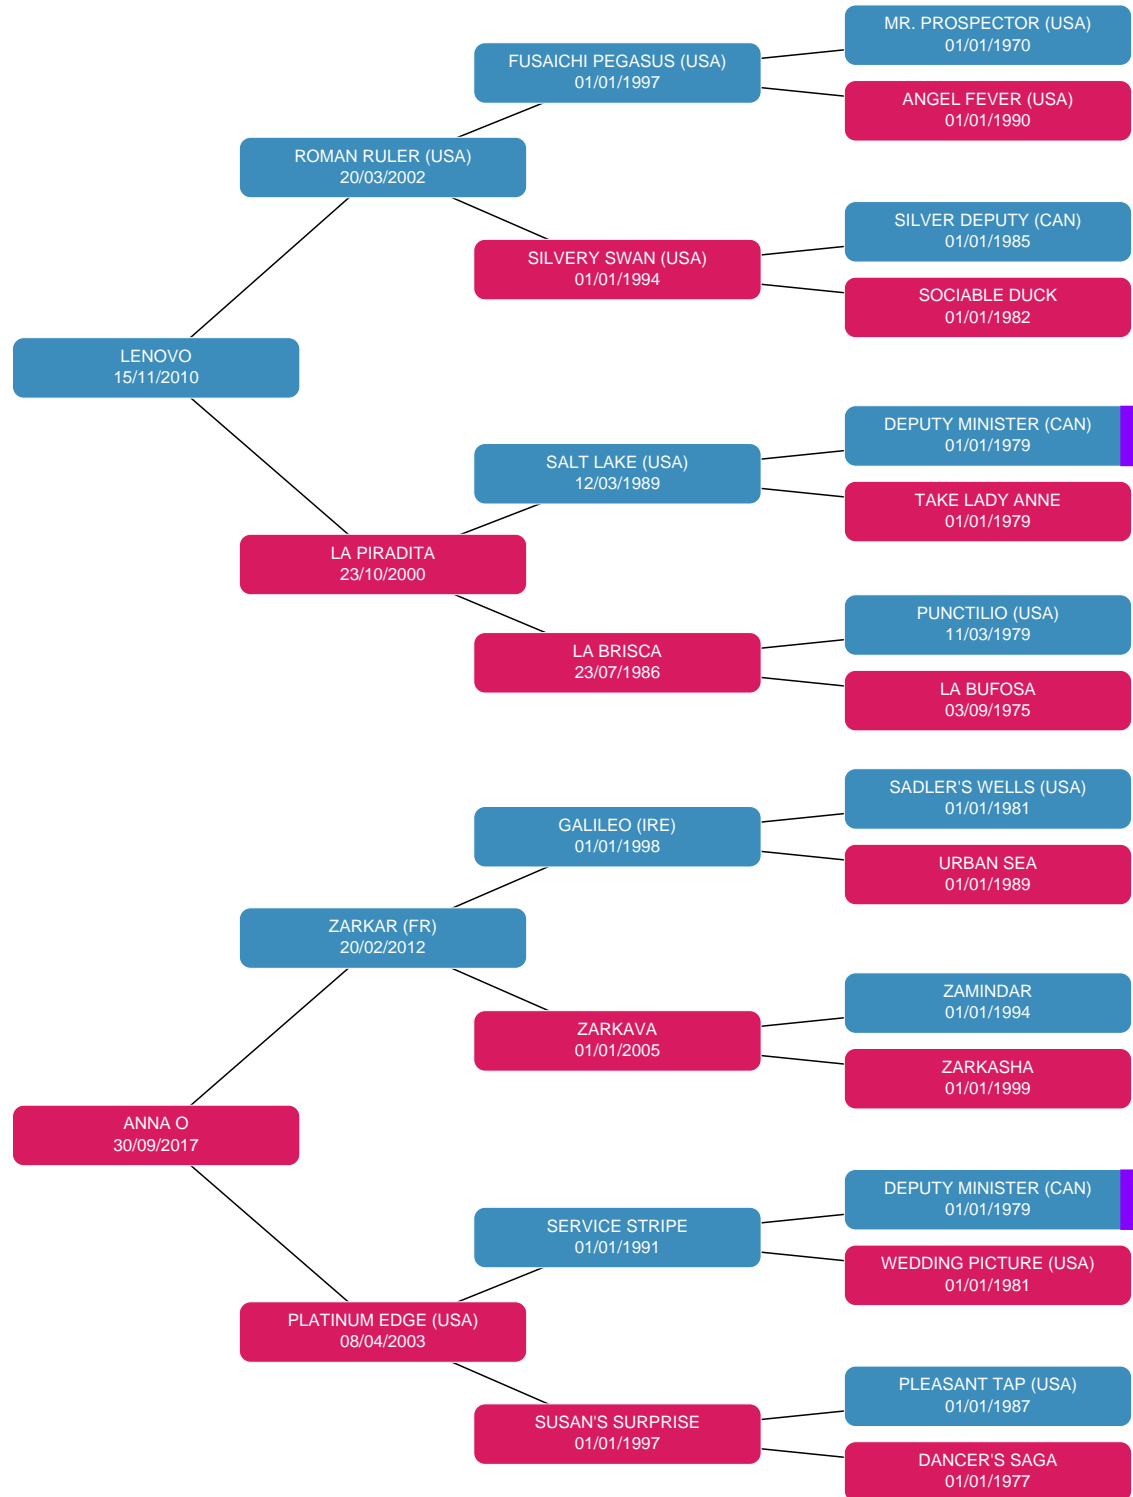 MR. PROSPECTOR (USA)
01/01/1970
FUSAICHI PEGASUS (USA)
01/01/1997
ANGEL FEVER (USA)
01/01/1990
ROMAN RULER (USA)
20/03/2002
SILVER DEPUTY (CAN)
01/01/1985
SILVERY SWAN (USA)
01/01/1994
SOCIABLE DUCK
01/01/1982
LENOVO
15/11/2010
DEPUTY MINISTER (CAN)
01/01/1979
SALT LAKE (USA)
12/03/1989
TAKE LADY ANNE
01/01/1979
LA PIRADITA
23/10/2000
PUNCTILIO (USA)
11/03/1979
LA BRISCA
23/07/1986
LA BUFOSA
03/09/1975
SADLER'S WELLS (USA)
01/01/1981
GALILEO (IRE)
01/01/1998
URBAN SEA
01/01/1989
ZARKAR (FR)
20/02/2012
ZAMINDAR
01/01/1994
ZARKAVA
01/01/2005
ZARKASHA
01/01/1999
ANNA O
30/09/2017
DEPUTY MINISTER (CAN)
01/01/1979
SERVICE STRIPE
01/01/1991
WEDDING PICTURE (USA)
01/01/1981
PLATINUM EDGE (USA)
08/04/2003
PLEASANT TAP (USA)
01/01/1987
SUSAN'S SURPRISE
01/01/1997
DANCER'S SAGA
01/01/1977